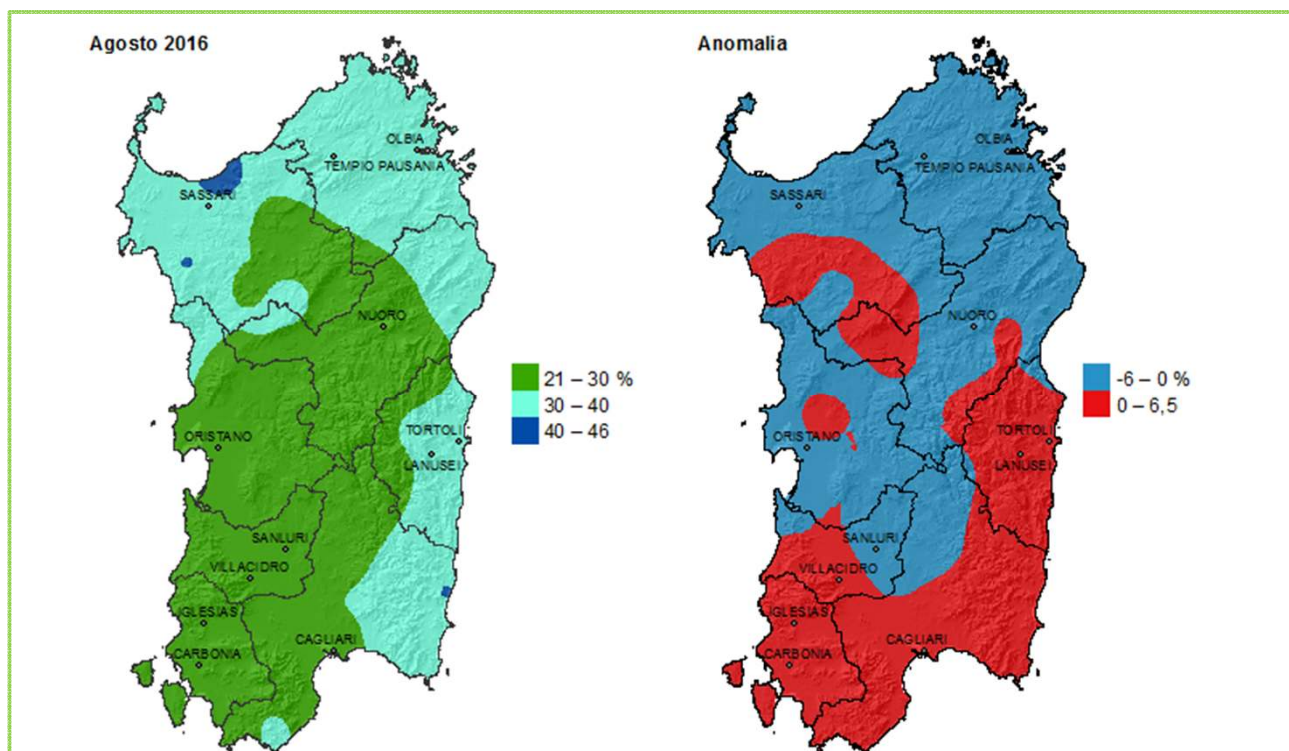 Agosto 2016
OLBIA
TEMPIO PAUSANIA
SASSARI
NUORO
ORISTANO
TORTOLI
LANUSEI
SANLURI
VILLACIDRO
IGLESIAS
CARBONIA
CAGLIARI
21 – 30 %
30 – 40
40 – 46
Anomalia
OLBIA
TEMPIO PAUSANIA
SASSARI
NUORO
ORISTANO
TORTOLI
LANUSEI
SANLURI
VILLACIDRO
IGLESIAS
CARBONIA
CAGLIARI
-6 – 0 %
0 – 6,5